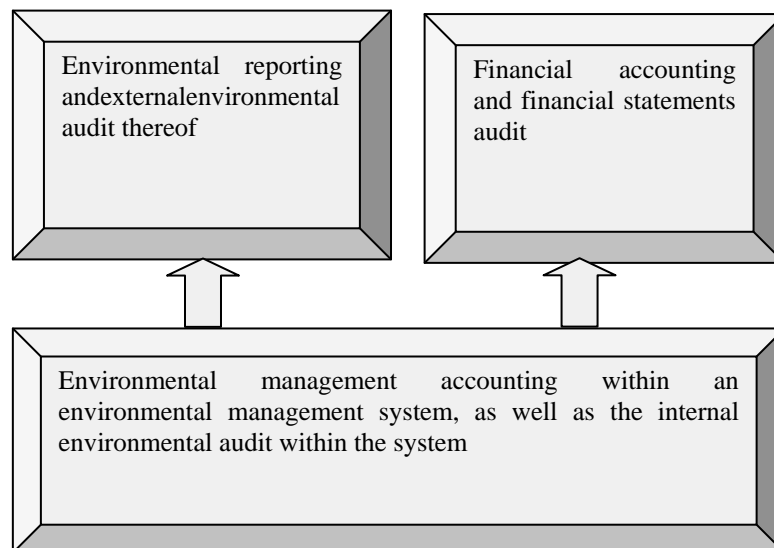 Environmental reporting
andexternalenvironmental
audit thereof
Financial accounting
and financial statements
audit
Environmental management accounting within an
environmental management system, as well as the internal
environmental audit within the system